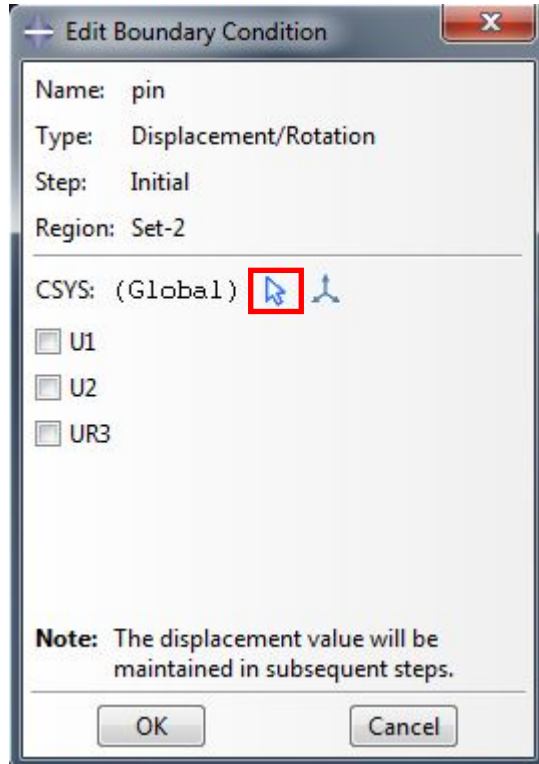 Edit Boundary Condition
Name: pin
Type: Displacement/Rotation
Step: Initial
Region: Set-2
CSYS: (Global)
U1
U2
UR3
Note: The displacement value will be
maintained in subsequent steps.
OK Cancel